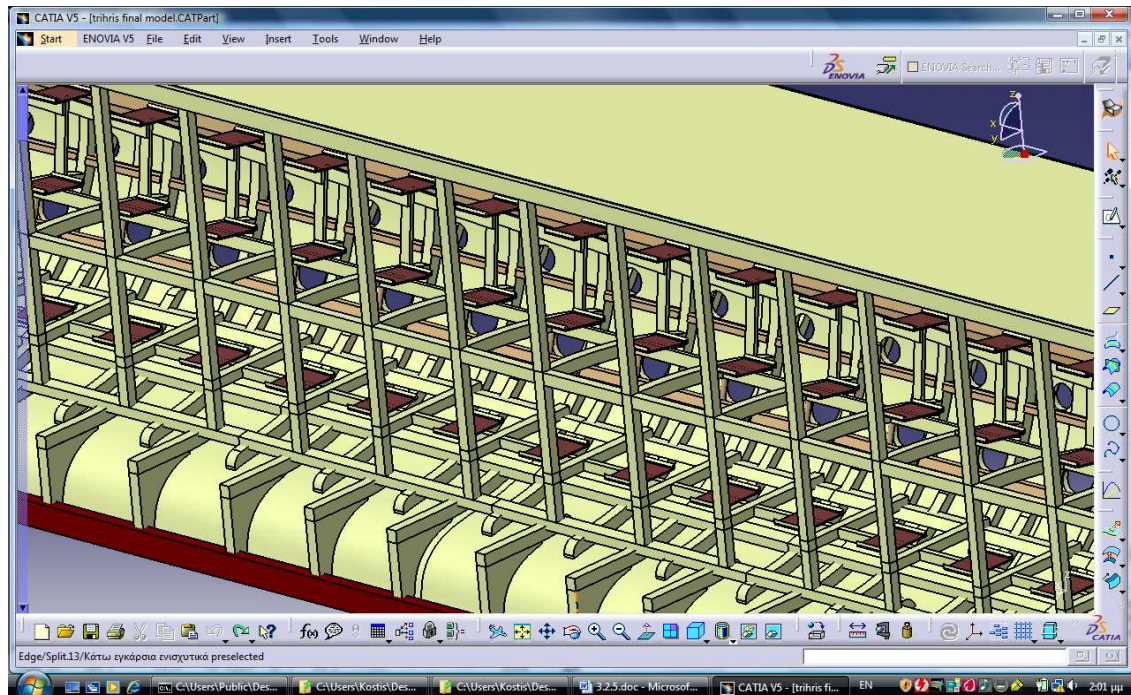 CATIA V5 - [trihris final model.CATPart]
Start ENOVIA V5 File Edit View Insert Tools Window Help
ENOVIA ENOVIA Search...
z
x
y
f(x)
CATIA
Edge/Split.13/Κάτω εγκάρσια ενισχυτικά preselected
C:\Users\Public\Des... C:\Users\Kostis\Des... C:\Users\Kostis\Des... 3.2.5.doc - Microsof... CATIA V5 - [trihris fi... EN 2:01 μμ